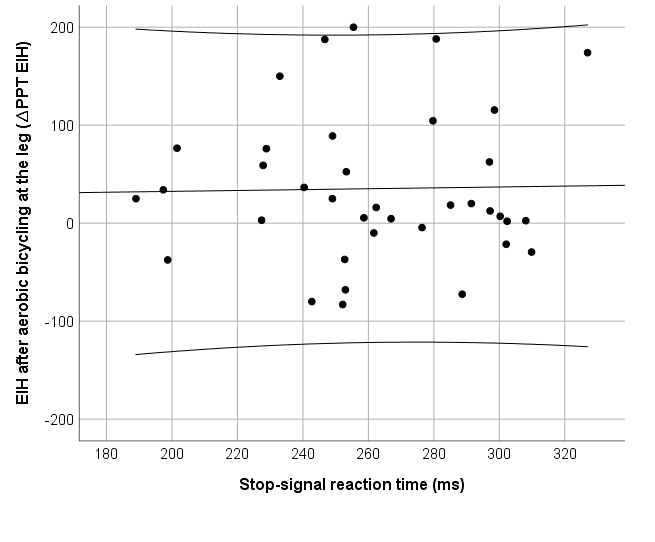 EIH after aerobic bicycling at the leg (△PPT EIH)
200
100
0
-100
-200
180 200 220 240 260 280 300 320
Stop-signal reaction time (ms)